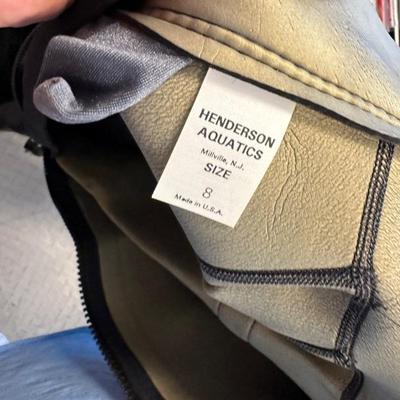 HENDERSON
AQUATICS
Millville, N.J.
SIZE
8
Made in U.S.A.